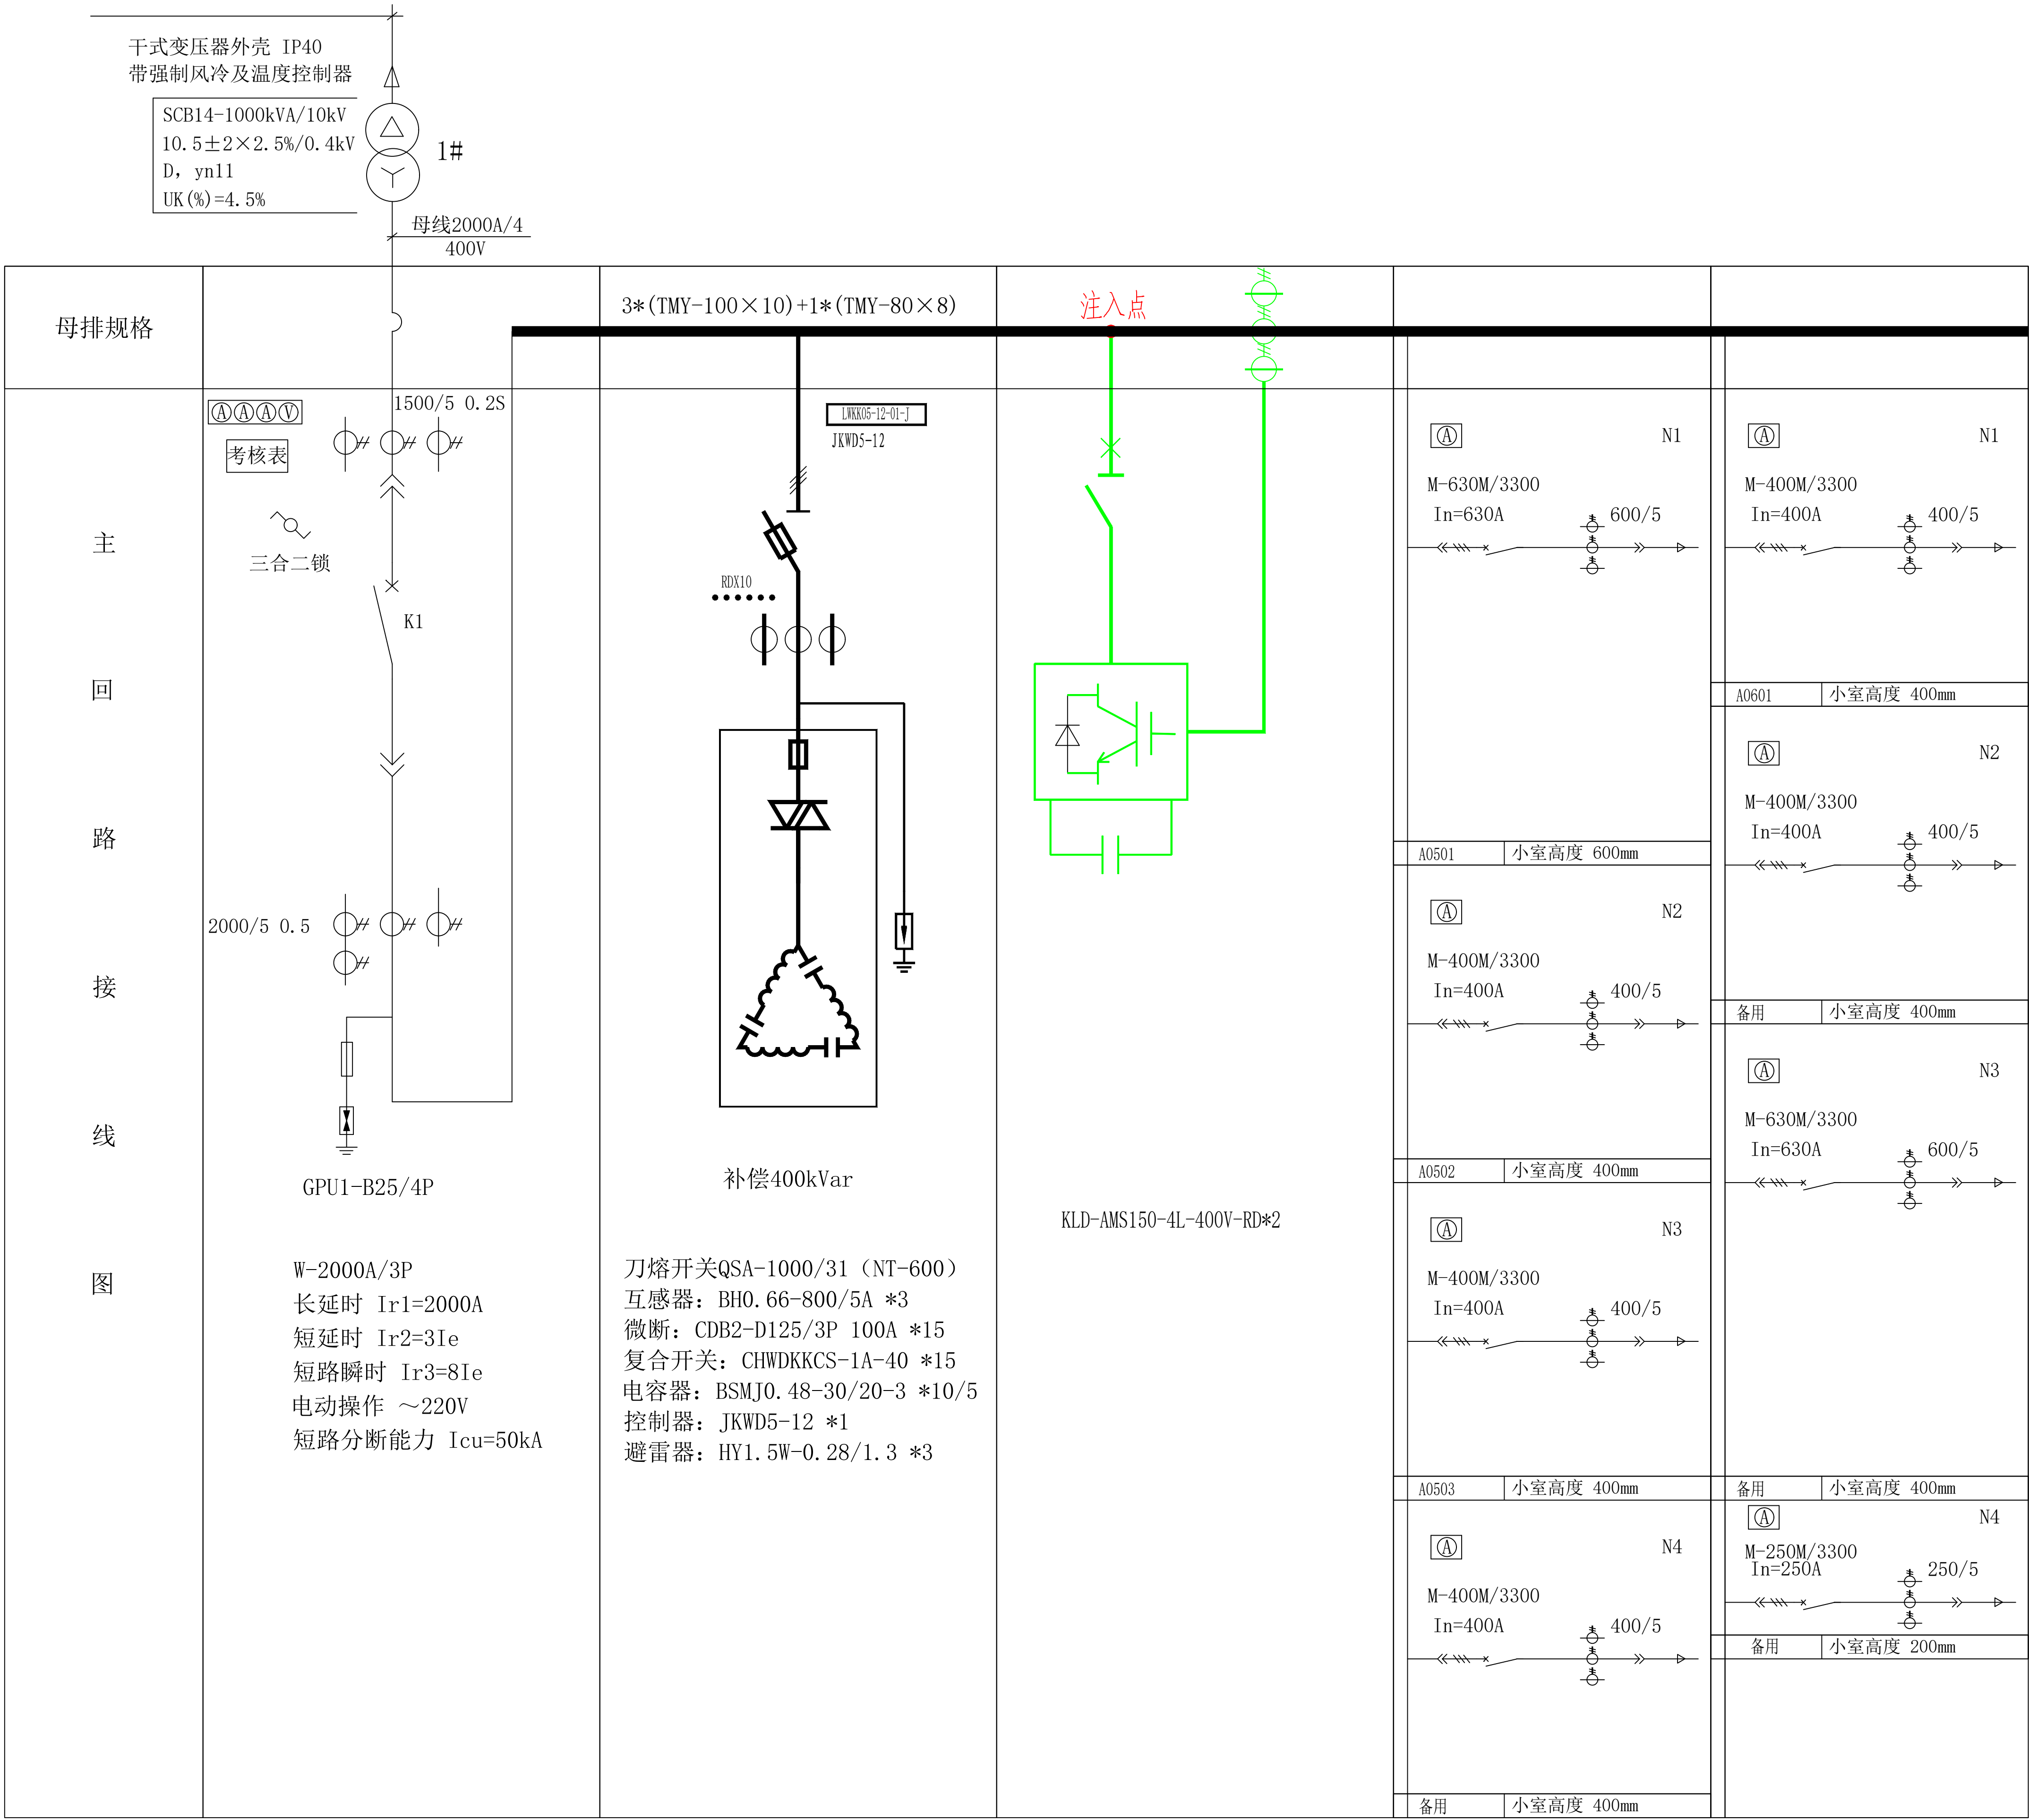 干式变压器外壳 IP40
带强制风冷及温度控制器
SCB14-1000kVA/10kV
10.5±2×2.5%/0.4kV
D, yn11
UK(%)=4.5%
1#
母线2000A/4
400V
母排规格
3*(TMY-100×10)+1*(TMY-80×8)
注入点
主
回
路
接
线
图
A A A V
1500/5 0.2S
考核表
三合二锁
K1
2000/5 0.5
GPU1-B25/4P
W-2000A/3P
长延时 Ir1=2000A
短延时 Ir2=3Ie
短路瞬时 Ir3=8Ie
电动操作 ~220V
短路分断能力 Icu=50kA
LWKK05-12-01-J
JKWD5-12
RDX10
补偿400kVar
刀熔开关QSA-1000/31（NT-600）
互感器：BH0.66-800/5A *3
微断：CDB2-D125/3P 100A *15
复合开关：CHWDKKCS-1A-40 *15
电容器：BSMJ0.48-30/20-3 *10/5
控制器：JKWD5-12 *1
避雷器：HY1.5W-0.28/1.3 *3
KLD-AMS150-4L-400V-RD*2
A N1
M-630M/3300
In=630A 600/5
A0501 小室高度 600mm
A N2
M-400M/3300
In=400A 400/5
A0502 小室高度 400mm
A N3
M-400M/3300
In=400A 400/5
A0503 小室高度 400mm
A N4
M-400M/3300
In=400A 400/5
备用 小室高度 400mm
A N1
M-400M/3300
In=400A 400/5
A0601 小室高度 400mm
A N2
M-400M/3300
In=400A 400/5
备用 小室高度 400mm
A N3
M-630M/3300
In=630A 600/5
备用 小室高度 400mm
A N4
M-250M/3300
In=250A 250/5
备用 小室高度 200mm